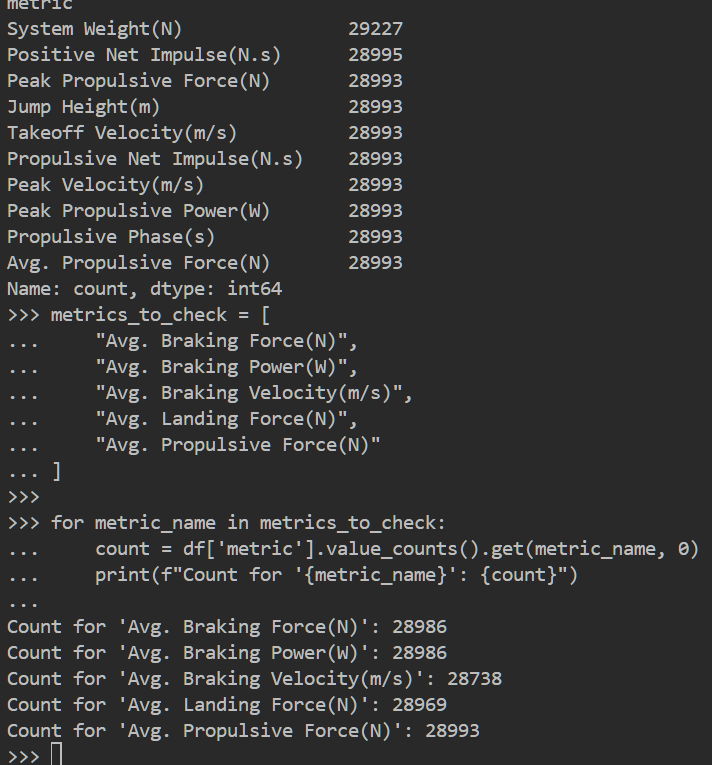 metric
System Weight(N) 29227
Positive Net Impulse(N.s) 28995
Peak Propulsive Force(N) 28993
Jump Height(m) 28993
Takeoff Velocity(m/s) 28993
Propulsive Net Impulse(N.s) 28993
Peak Velocity(m/s) 28993
Peak Propulsive Power(W) 28993
Propulsive Phase(s) 28993
Avg. Propulsive Force(N) 28993
Name: count, dtype: int64
>>> metrics_to_check = [
...     "Avg. Braking Force(N)",
...     "Avg. Braking Power(W)",
...     "Avg. Braking Velocity(m/s)",
...     "Avg. Landing Force(N)",
...     "Avg. Propulsive Force(N)"
... ]
>>>
>>> for metric_name in metrics_to_check:
...     count = df['metric'].value_counts().get(metric_name, 0)
...     print(f"Count for '{metric_name}': {count}")
...
Count for 'Avg. Braking Force(N)': 28986
Count for 'Avg. Braking Power(W)': 28986
Count for 'Avg. Braking Velocity(m/s)': 28738
Count for 'Avg. Landing Force(N)': 28969
Count for 'Avg. Propulsive Force(N)': 28993
>>>